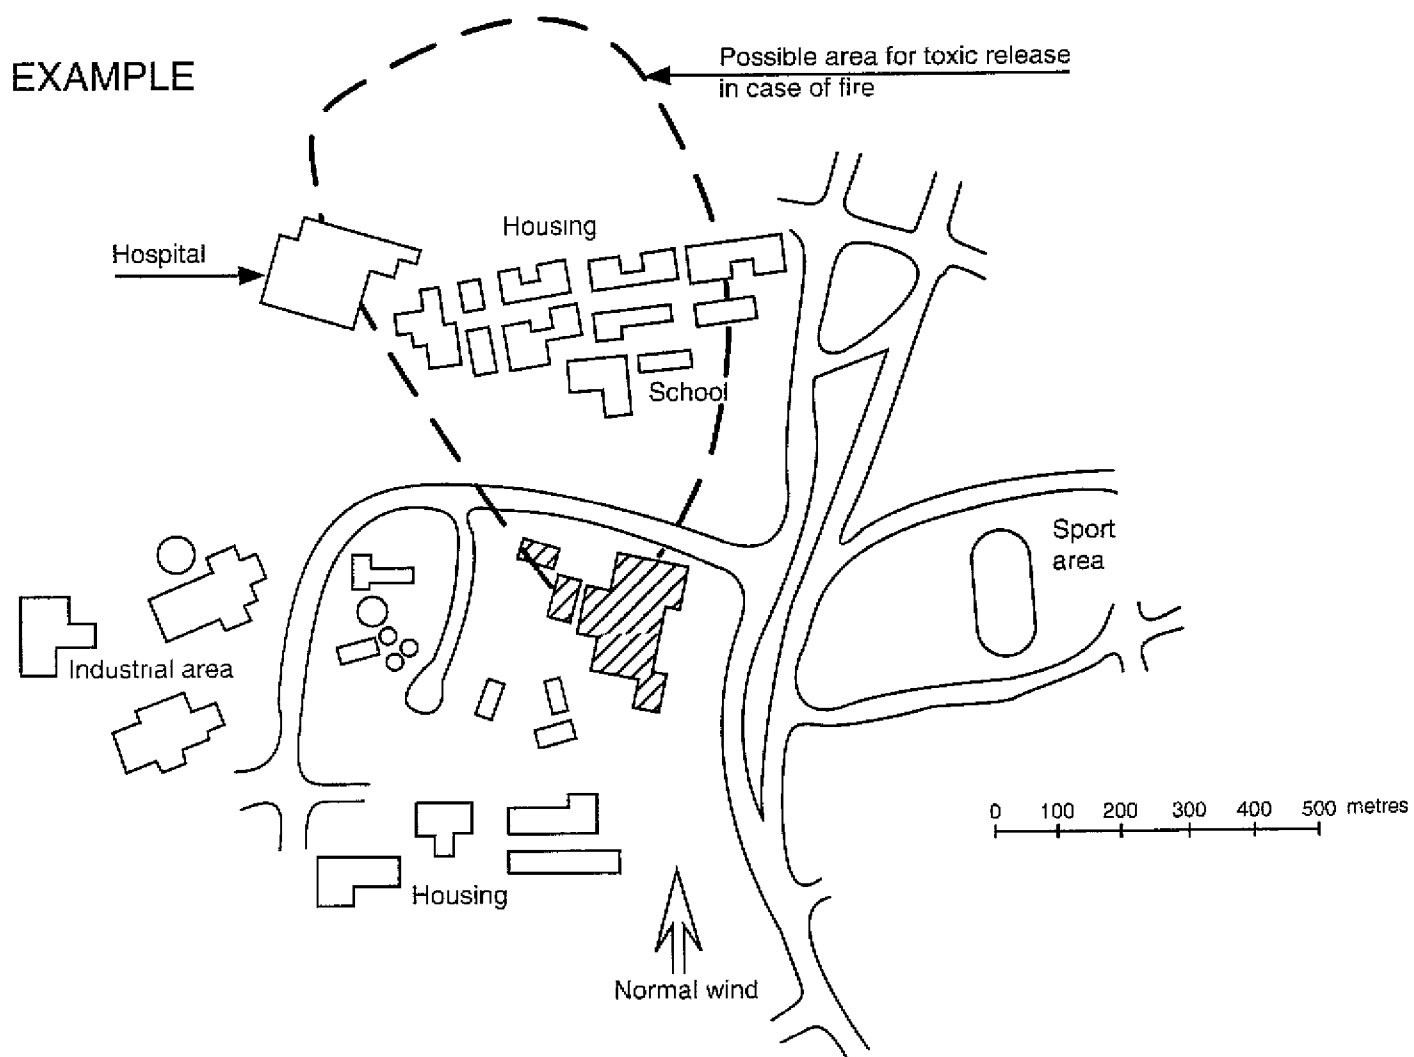 EXAMPLE
Possible area for toxic release
in case of fire
Housing
Hospital
School
Sport
area
Industrial area
0 100 200 300 400 500 metres
Housing
Normal wind